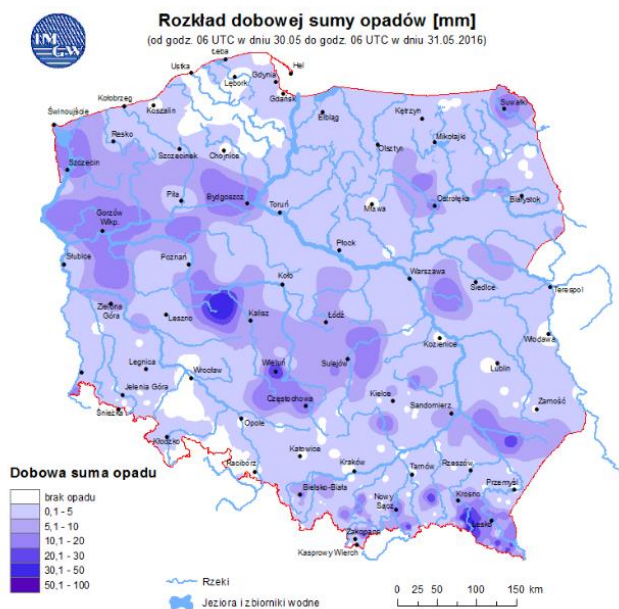 Rozkład dobowej sumy opadów [mm]
(od godz. 06 UTC w dniu 30.05 do godz. 06 UTC w dniu 31.05.2016)
IM
GW
Łeba
Hel
Ustka
Lębork
Gdynia
Gdańsk
Suwałki
Kołobrzeg
Koszalin
Elbląg
Kętrzyn
Świnoujście
Resko
Mikołajki
Olsztyn
Szczecinek
Chojnice
Szczecin
Piła
Bydgoszcz
Toruń
Mława
Ostrołęka
Białystok
Gorzów
Wlkp.
Płock
Słubice
Poznań
Koło
Warszawa
Siedlce
Terespol
Zielona
Góra
Leszno
Kalisz
Łódź
Kozienice
Włodawa
Legnica
Wrocław
Wieluń
Sulejów
Lublin
Jelenia Góra
Częstochowa
Kielce
Sandomierz
Zamość
Śnieżka
Opole
Kłodzko
Katowice
Racibórz
Kraków
Tarnów
Rzeszów
Przemyśl
Bielsko-Biała
Nowy
Sącz
Krosno
Lesko
Zakopane
Kasprowy Wierch
Dobowa suma opadu
brak opadu
0,1 - 5
5,1 - 10
10,1 - 20
20,1 - 30
30,1 - 50
50,1 - 100
Rzeki
Jeziora i zbiorniki wodne
0 25 50 100 150 km